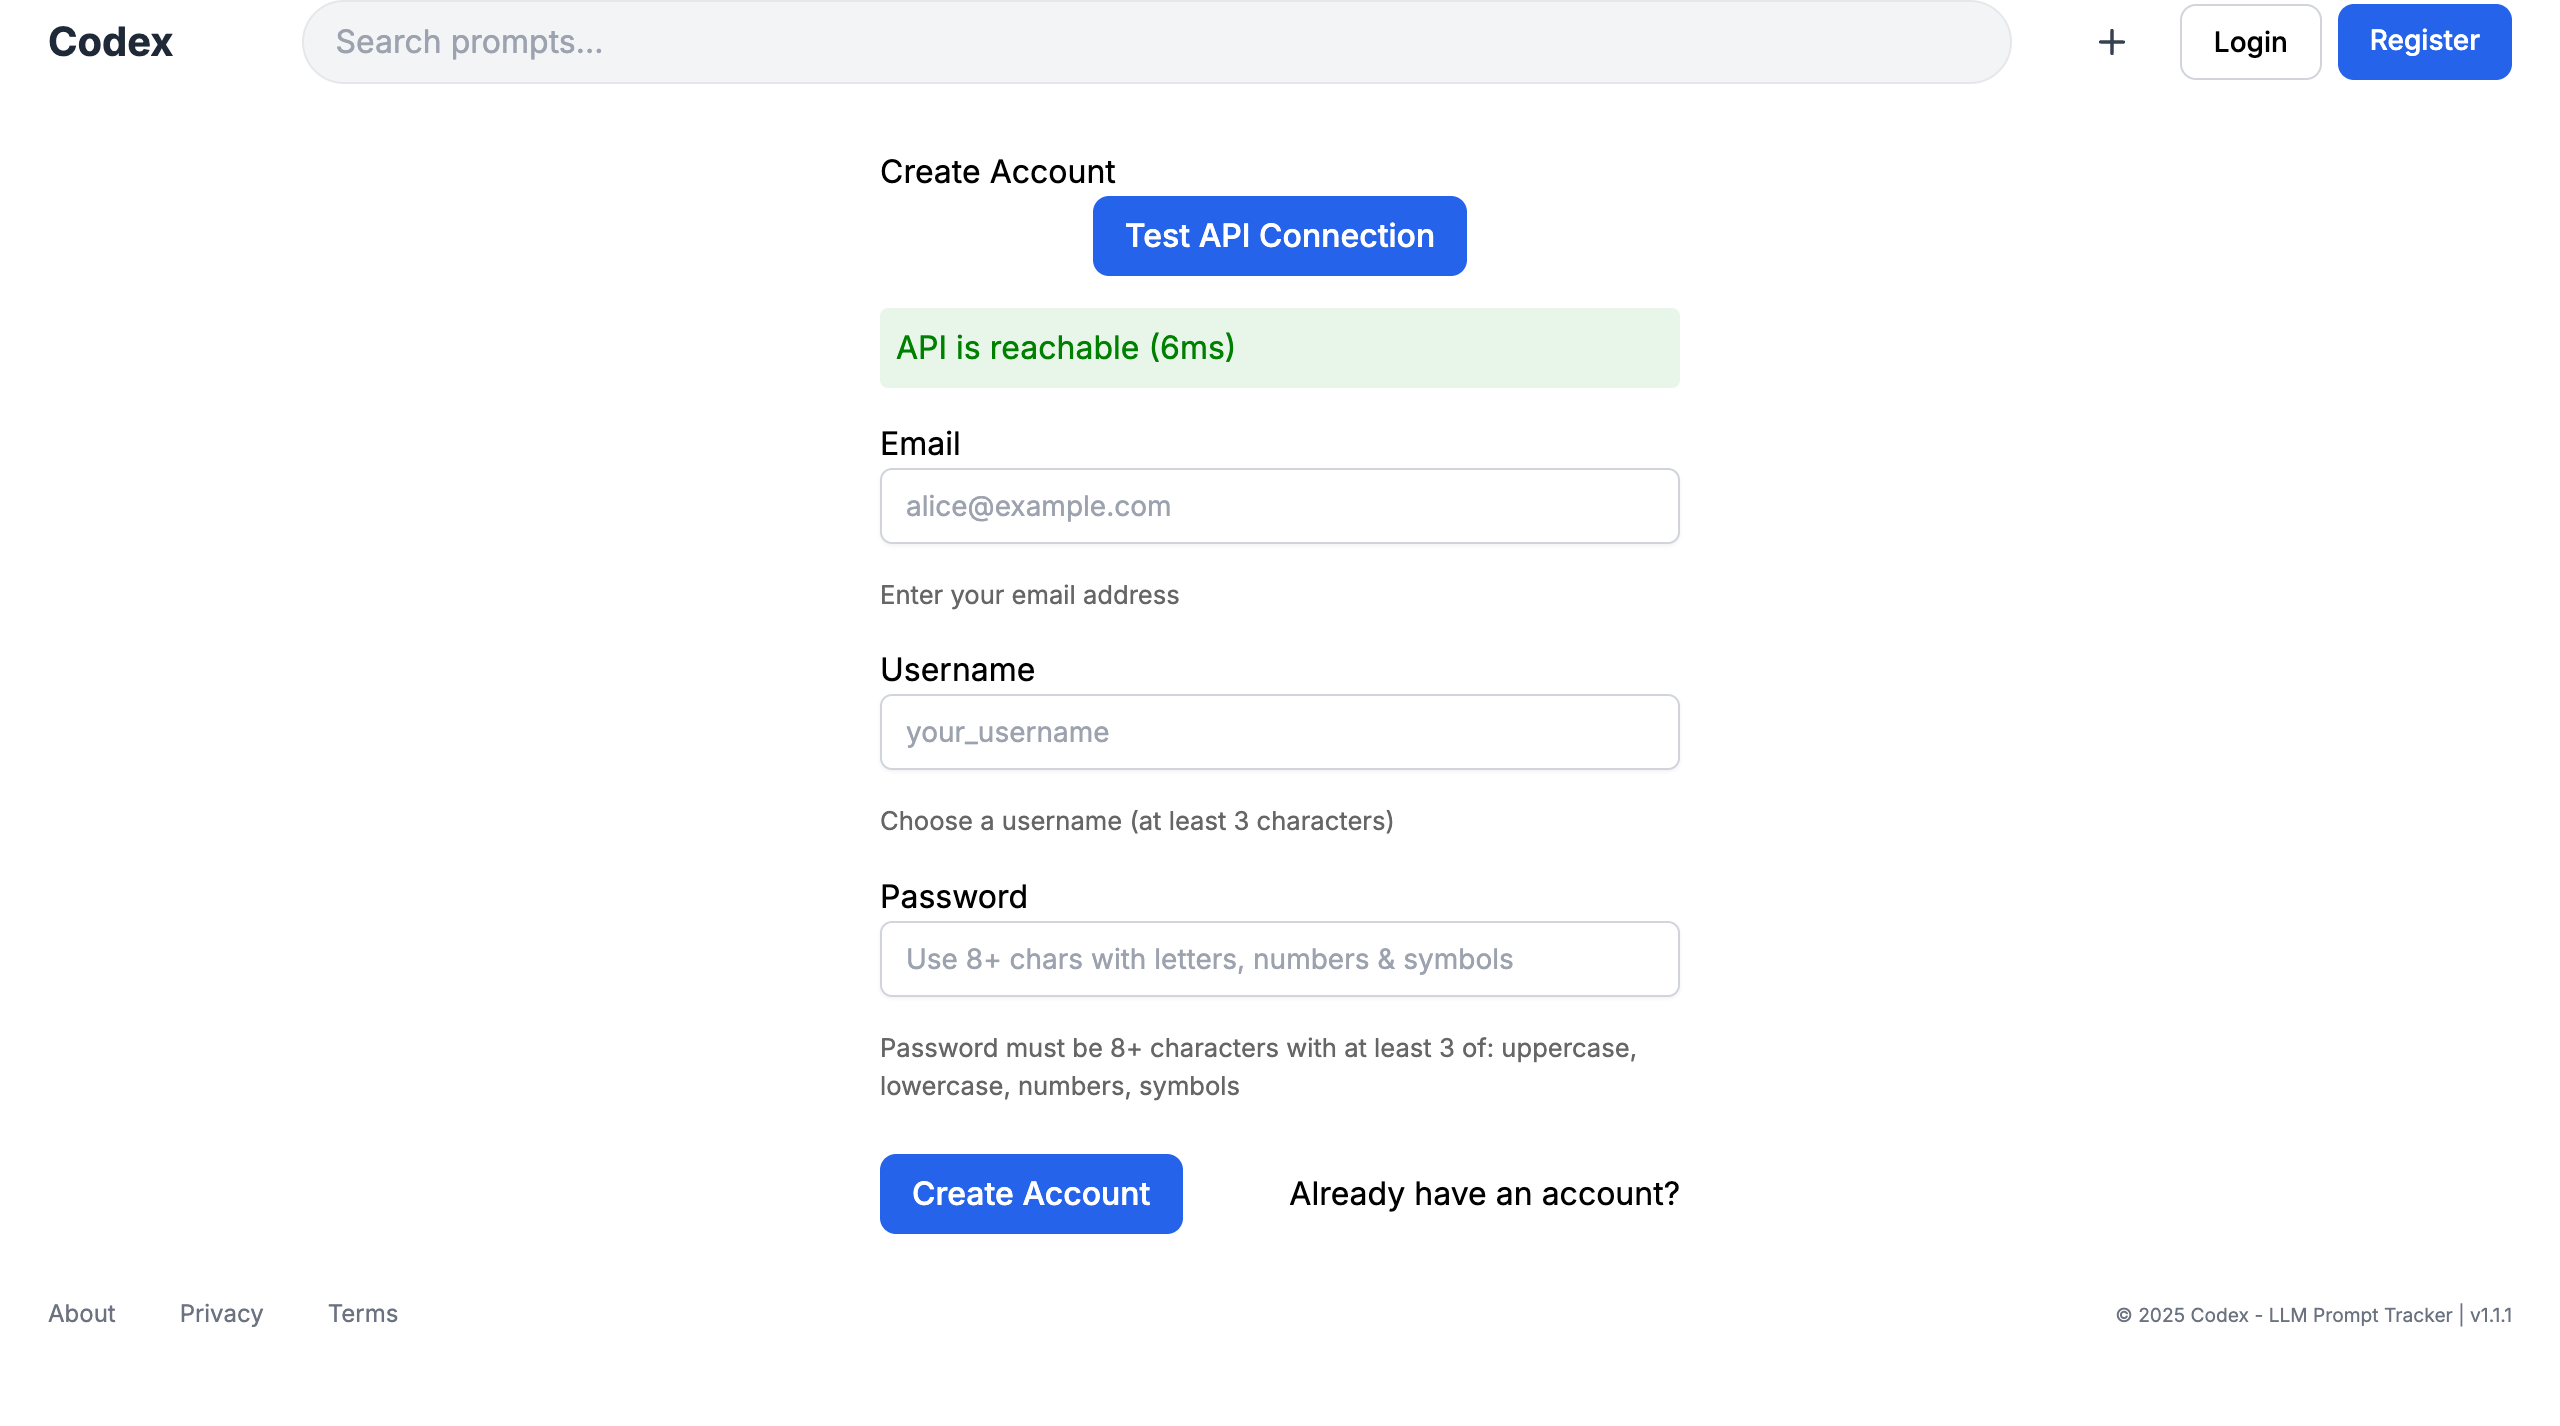 Codex
Search prompts...
Login
Register
Create Account
Test API Connection
API is reachable (6ms)
Email
alice@example.com
Enter your email address
Username
your_username
Choose a username (at least 3 characters)
Password
Use 8+ chars with letters, numbers & symbols
Password must be 8+ characters with at least 3 of: uppercase,
lowercase, numbers, symbols
Create Account
Already have an account?
About
Privacy
Terms
© 2025 Codex - LLM Prompt Tracker | v1.1.1